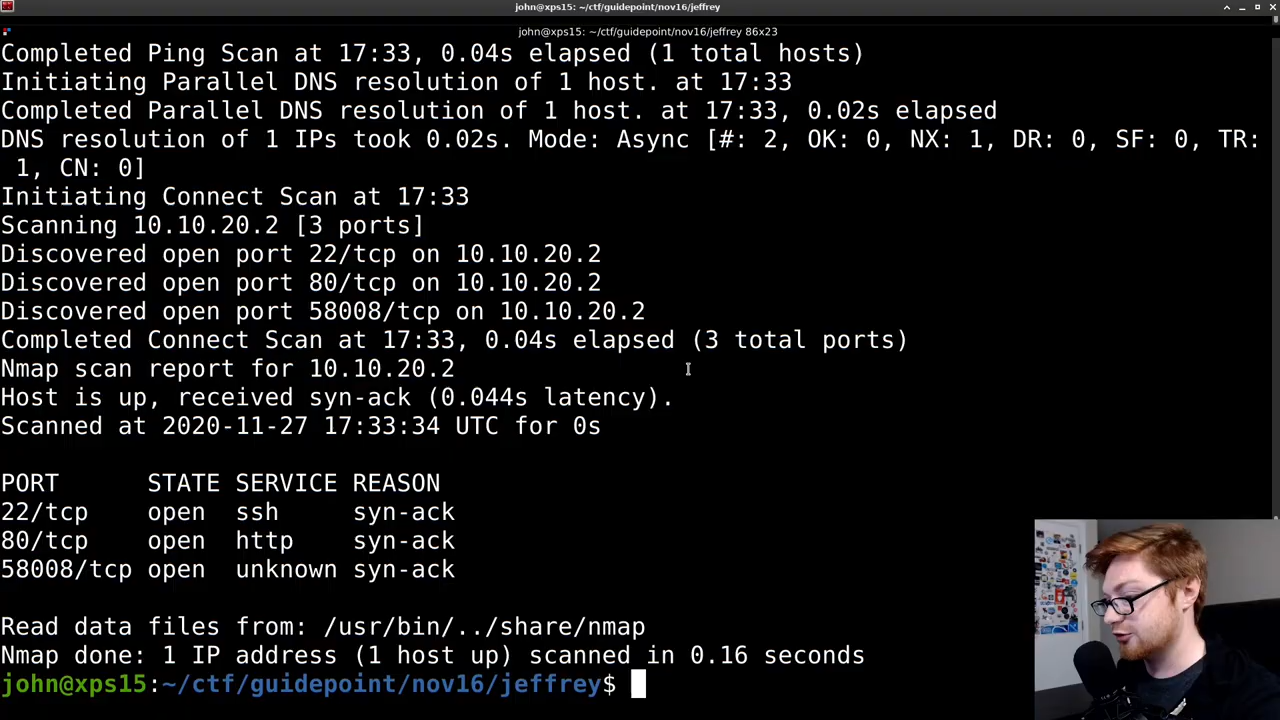 john@xps15: ~/ctf/guidepoint/nov16/jeffrey
john@xps15: ~/ctf/guidepoint/nov16/jeffrey 86x23
Completed Ping Scan at 17:33, 0.04s elapsed (1 total hosts)
Initiating Parallel DNS resolution of 1 host. at 17:33
Completed Parallel DNS resolution of 1 host. at 17:33, 0.02s elapsed
DNS resolution of 1 IPs took 0.02s. Mode: Async [#: 2, OK: 0, NX: 1, DR: 0, SF: 0, TR:
1, CN: 0]
Initiating Connect Scan at 17:33
Scanning 10.10.20.2 [3 ports]
Discovered open port 22/tcp on 10.10.20.2
Discovered open port 80/tcp on 10.10.20.2
Discovered open port 58008/tcp on 10.10.20.2
Completed Connect Scan at 17:33, 0.04s elapsed (3 total ports)
Nmap scan report for 10.10.20.2
Host is up, received syn-ack (0.044s latency).
Scanned at 2020-11-27 17:33:34 UTC for 0s
PORT STATE SERVICE REASON
22/tcp open ssh syn-ack
80/tcp open http syn-ack
58008/tcp open unknown syn-ack
Read data files from: /usr/bin/../share/nmap
Nmap done: 1 IP address (1 host up) scanned in 0.16 seconds
john@xps15:~/ctf/guidepoint/nov16/jeffrey$